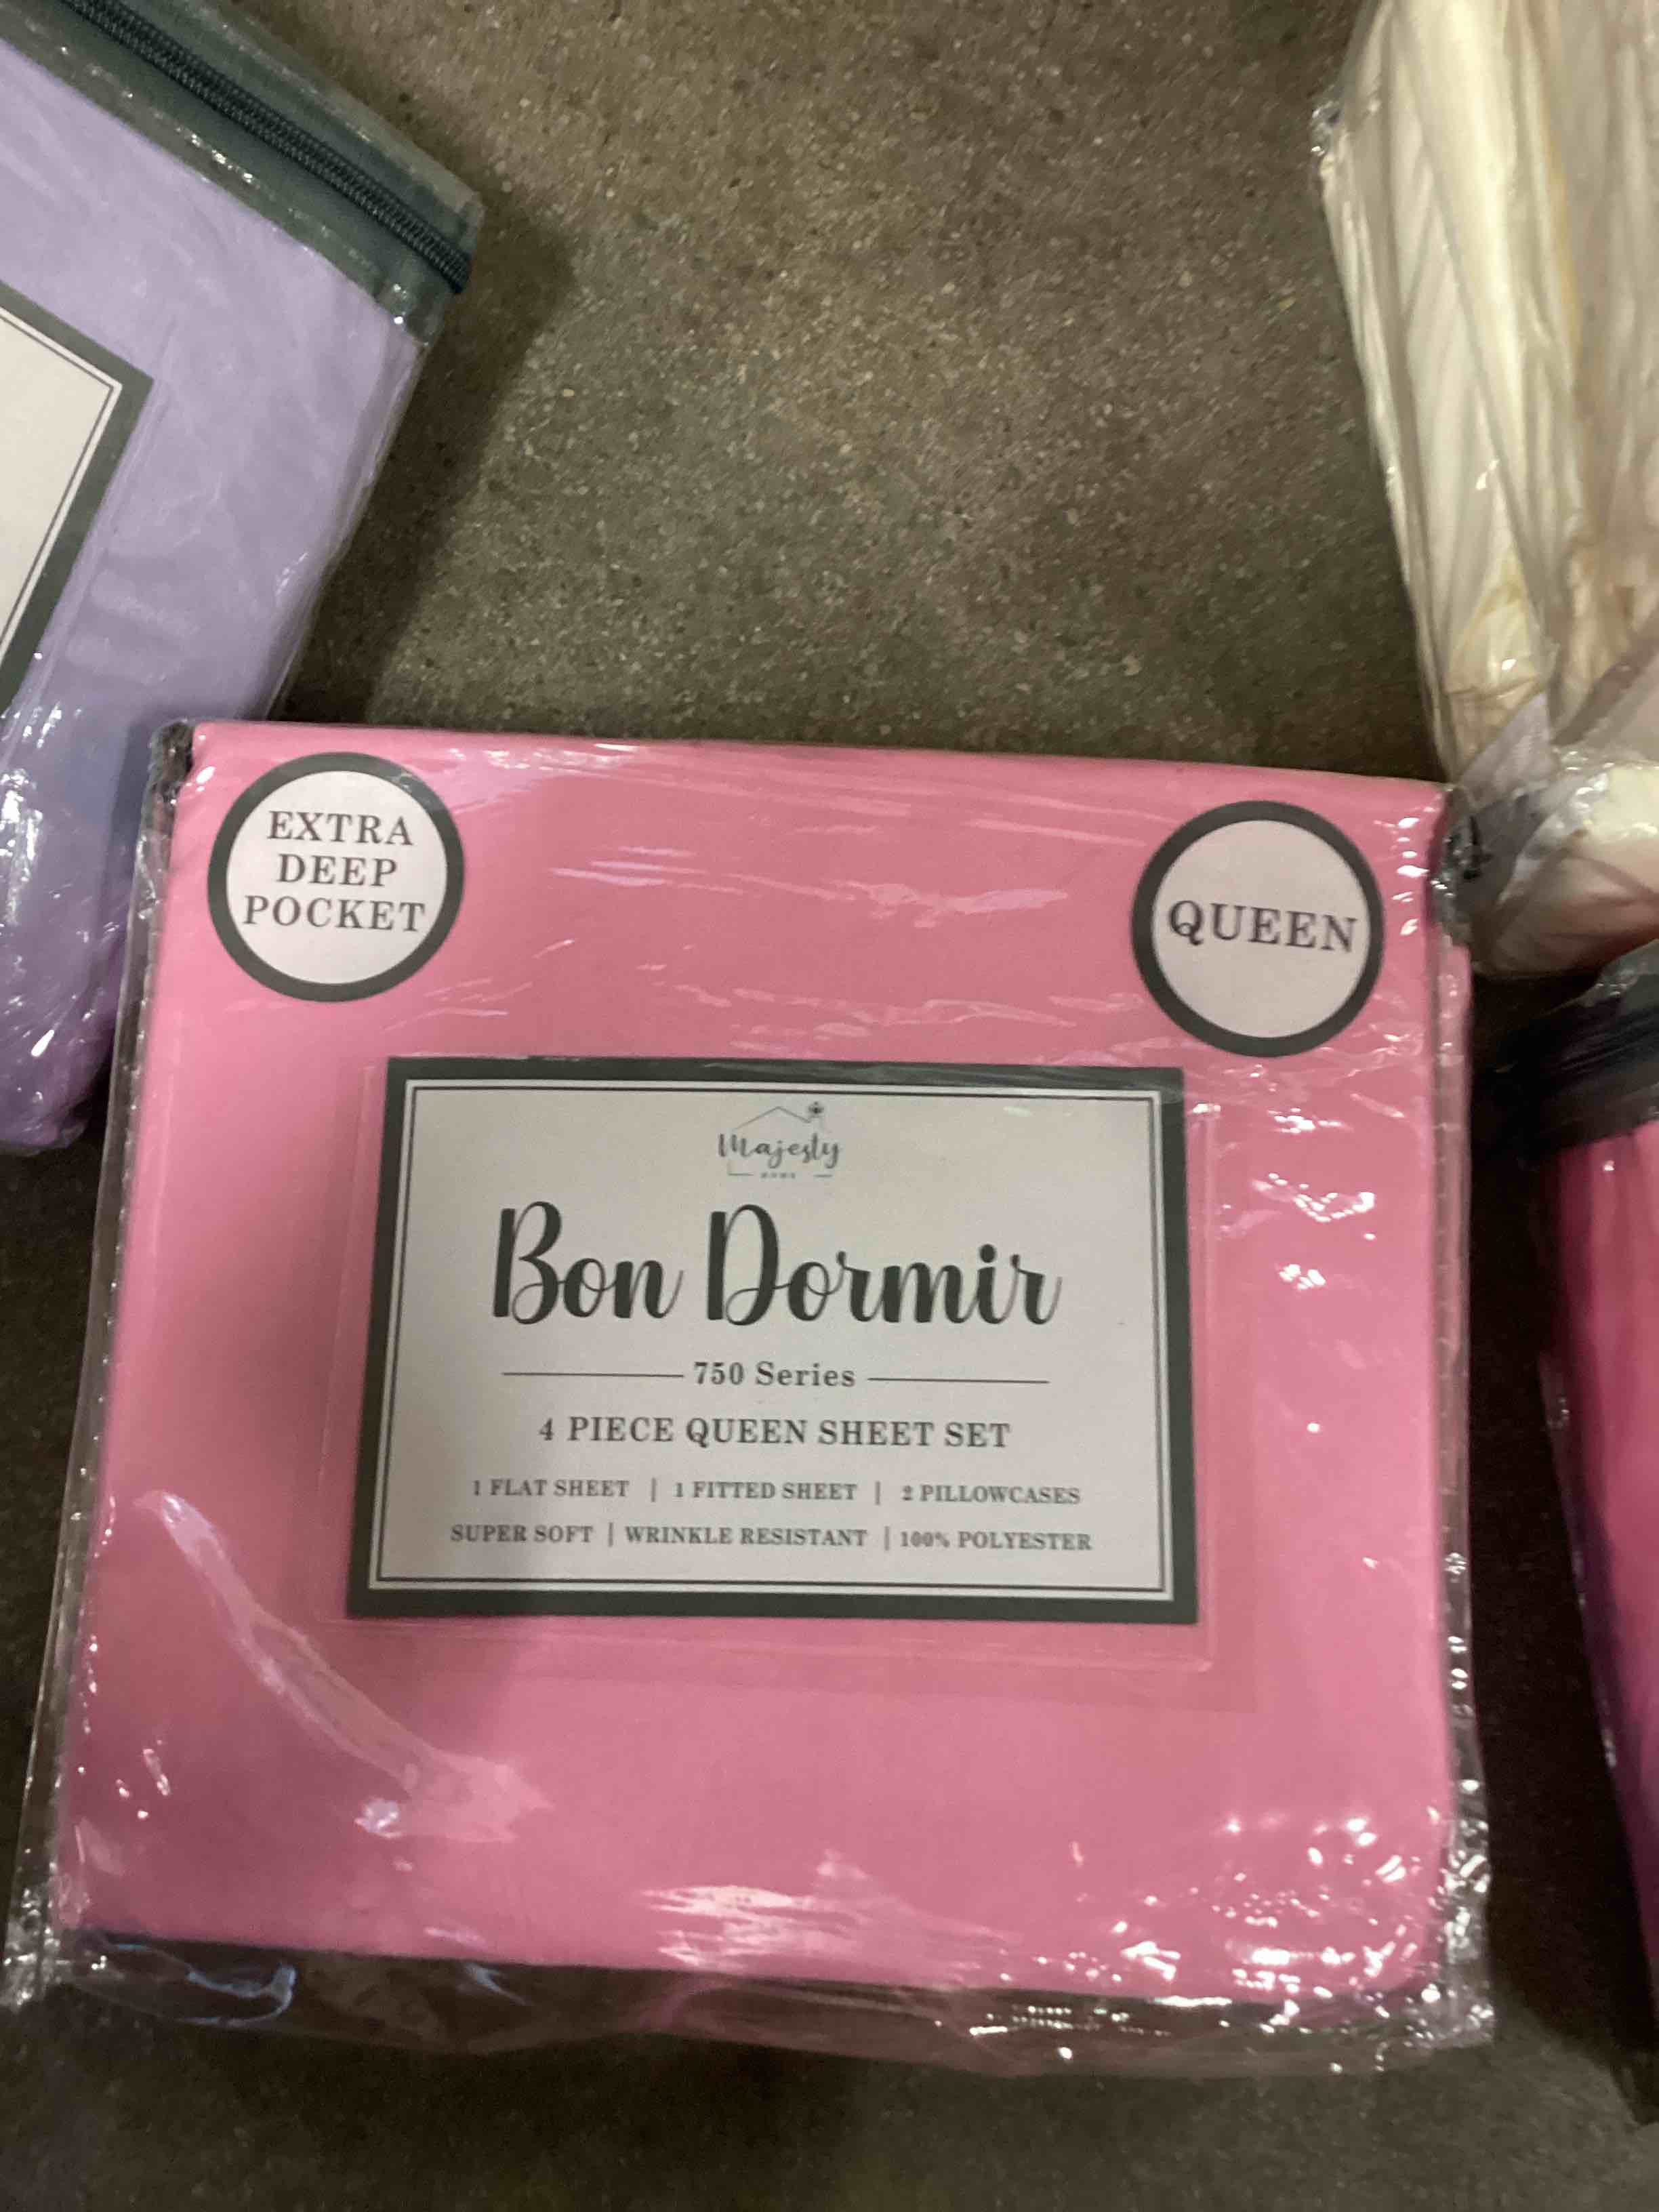 EXTRA
DEEP
POCKET
QUEEN
Majesty
HOME
Bon Dormir
750 Series
4 PIECE QUEEN SHEET SET
1 FLAT SHEET | 1 FITTED SHEET | 2 PILLOWCASES
SUPER SOFT | WRINKLE RESISTANT | 100% POLYESTER